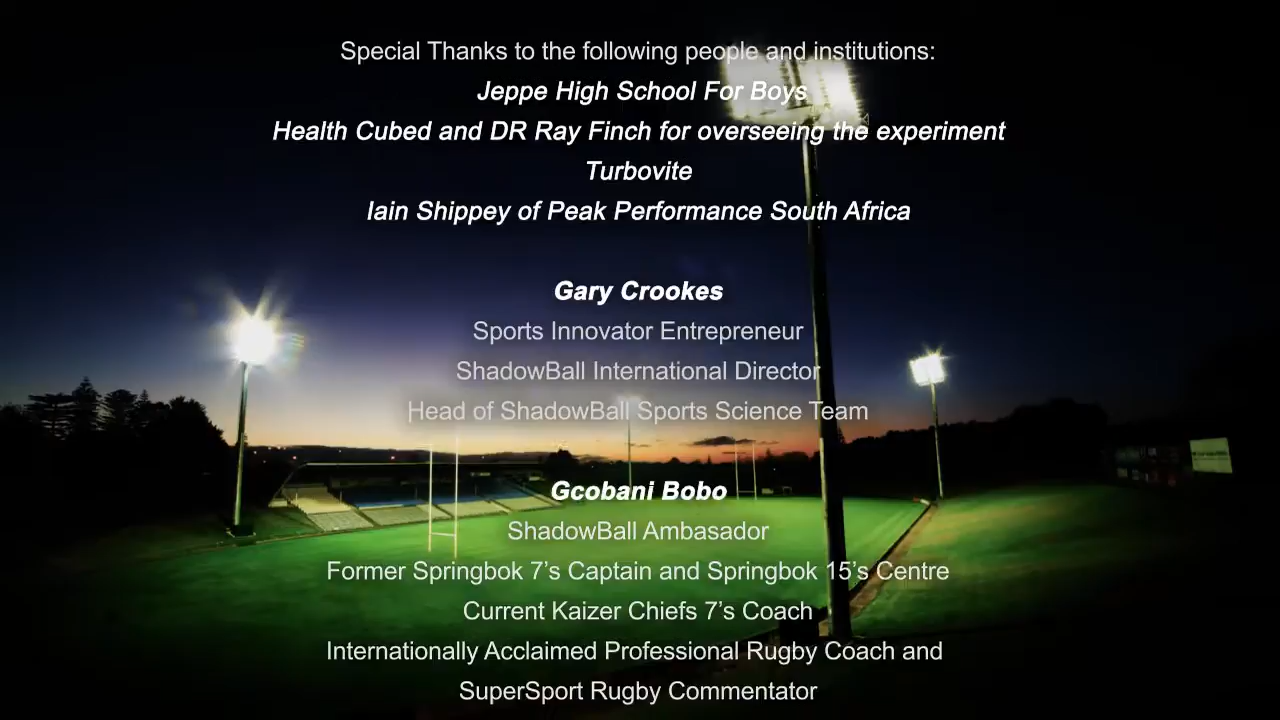 Special Thanks to the following people and institutions:
Jeppe High School For Boys
Health Cubed and DR Ray Finch for overseeing the experiment
Turbovite
Iain Shippey of Peak Performance South Africa
Gary Crookes
Sports Innovator Entrepreneur
ShadowBall International Director
Head of ShadowBall Sports Science Team
Gcobani Bobo
ShadowBall Ambasador
Former Springbok 7’s Captain and Springbok 15’s Centre
Current Kaizer Chiefs 7’s Coach
Internationally Acclaimed Professional Rugby Coach and
SuperSport Rugby Commentator